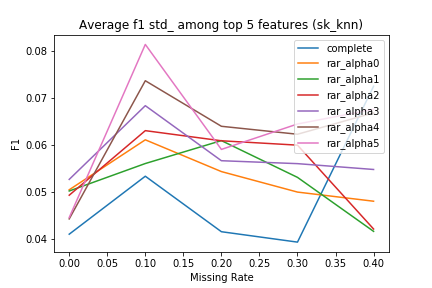 Average f1 std_ among top 5 features (sk_knn)
F1
0.08
0.07
0.06
0.05
0.04
complete
rar_alpha0
rar_alpha1
rar_alpha2
rar_alpha3
rar_alpha4
rar_alpha5
0.00 0.05 0.10 0.15 0.20 0.25 0.30 0.35 0.40
Missing Rate